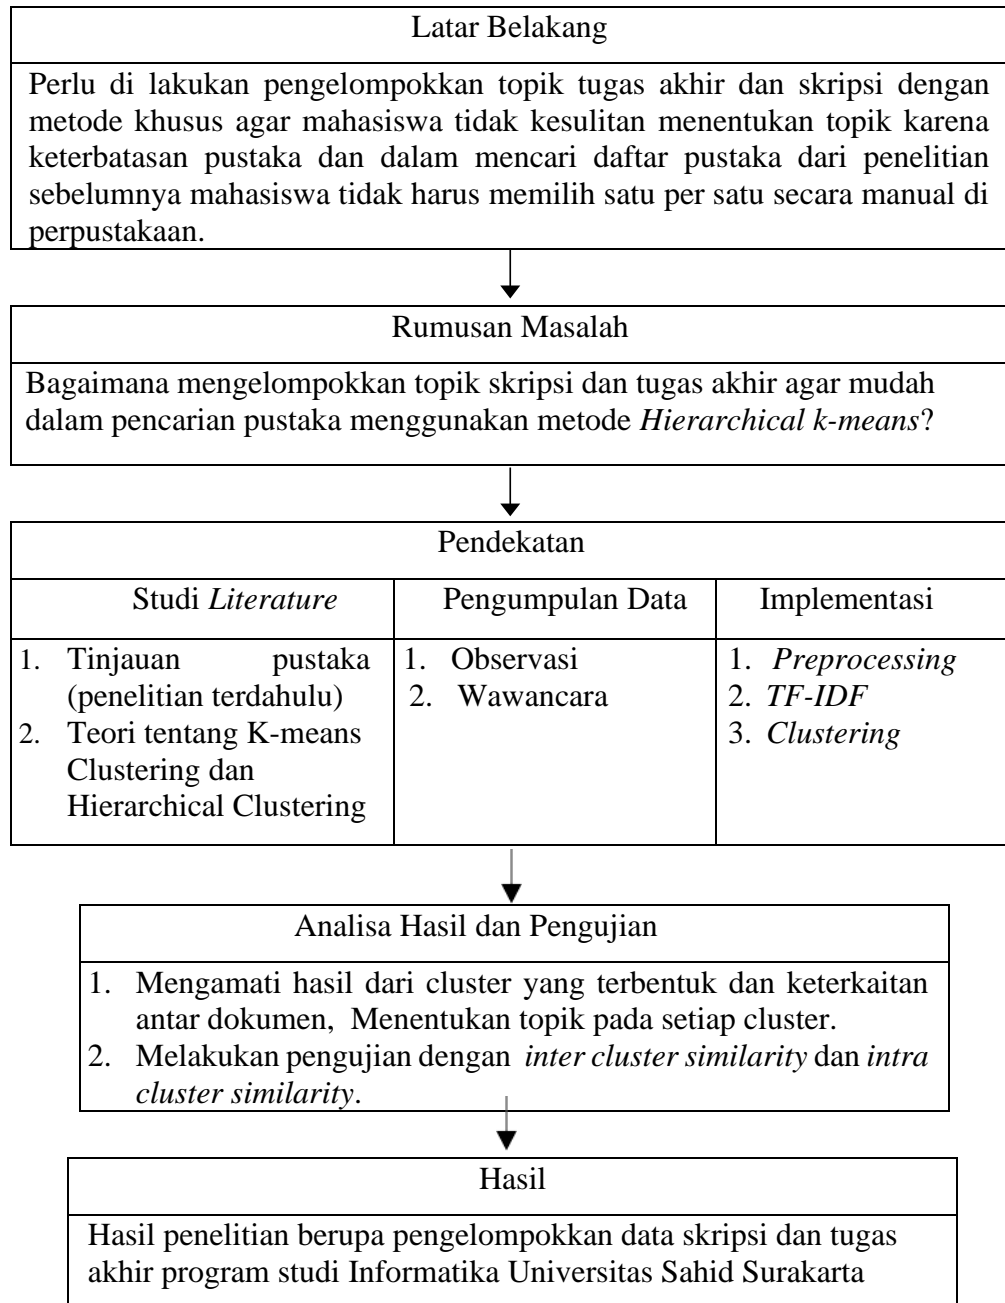 Latar Belakang
Perlu di lakukan pengelompokkan topik tugas akhir dan skripsi dengan
metode khusus agar mahasiswa tidak kesulitan menentukan topik karena
keterbatasan pustaka dan dalam mencari daftar pustaka dari penelitian
sebelumnya mahasiswa tidak harus memilih satu per satu secara manual di
perpustakaan.
Rumusan Masalah
Bagaimana mengelompokkan topik skripsi dan tugas akhir agar mudah
dalam pencarian pustaka menggunakan metode Hierarchical k-means?
Pendekatan
Studi Literature
1. Tinjauan pustaka
(penelitian terdahulu)
2. Teori tentang K-means
Clustering dan
Hierarchical Clustering
Pengumpulan Data
1. Observasi
2. Wawancara
Implementasi
1. Preprocessing
2. TF-IDF
3. Clustering
Analisa Hasil dan Pengujian
1. Mengamati hasil dari cluster yang terbentuk dan keterkaitan
antar dokumen, Menentukan topik pada setiap cluster.
2. Melakukan pengujian dengan inter cluster similarity dan intra
cluster similarity.
Hasil
Hasil penelitian berupa pengelompokkan data skripsi dan tugas
akhir program studi Informatika Universitas Sahid Surakarta